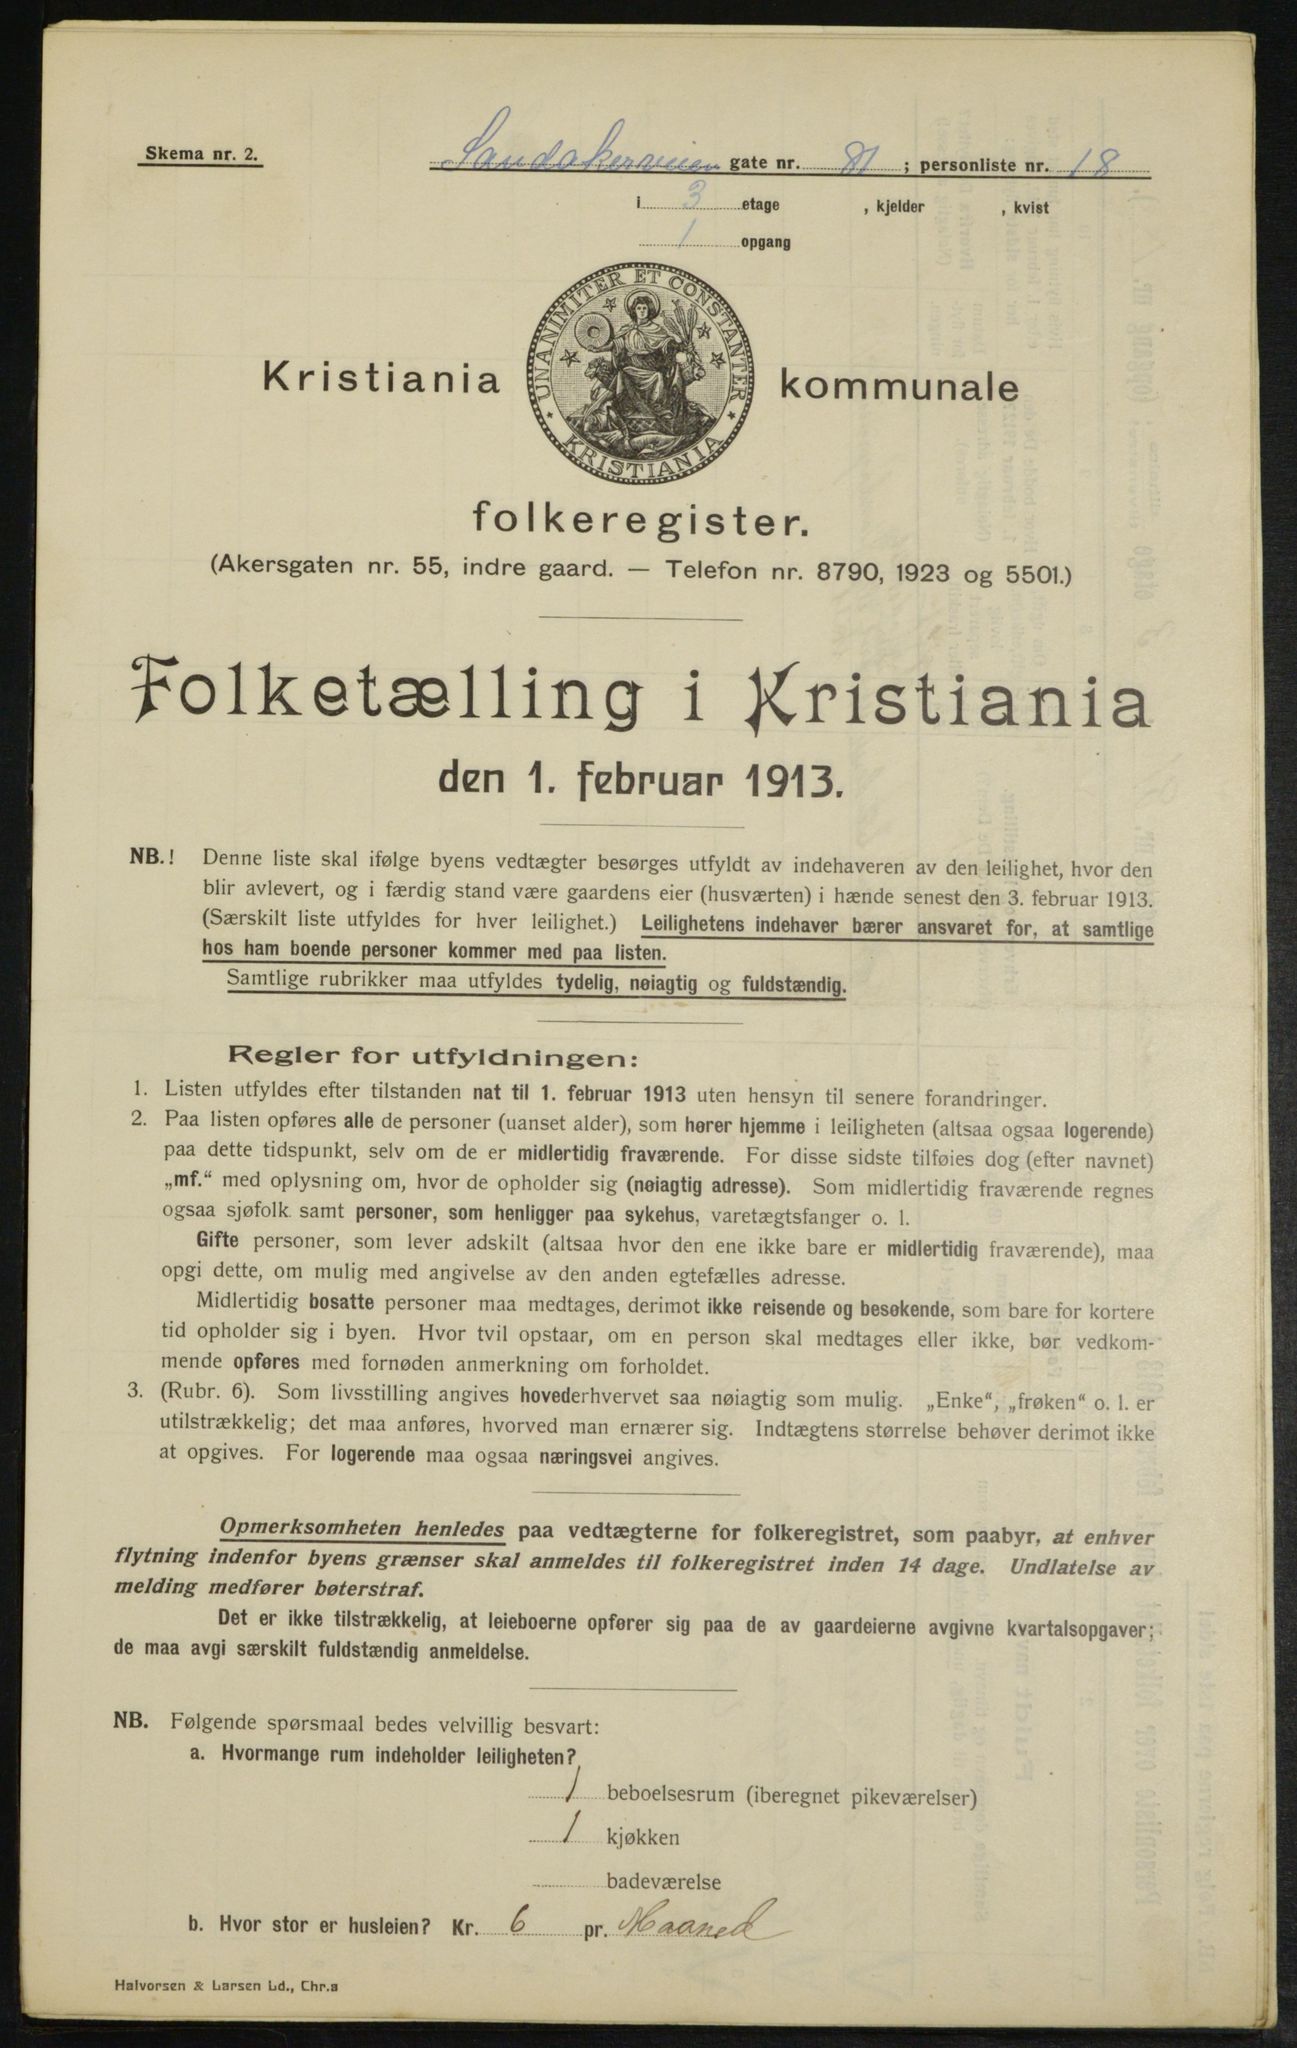 Skema nr. 2.
Sandakerveien gate nr. 81 ; personliste nr. 18
i 3 etage , kjelder , kvist
1 opgang
UNANIMITER ET CONSTANTER
KRISTIANIA
Kristiania kommunale
folkeregister.
(Akersgaten nr. 55, indre gaard. — Telefon nr. 8790, 1923 og 5501.)
Folketælling i Kristiania
den 1. februar 1913.
NB.! Denne liste skal ifølge byens vedtægter besørges utfyldt av indehaveren av den leilighet, hvor den
blir avlevert, og i færdig stand være gaardens eier (husværten) i hænde senest den 3. februar 1913.
(Særskilt liste utfyldes for hver leilighet.) Leilighetens indehaver bærer ansvaret for, at samtlige
hos ham boende personer kommer med paa listen.
Samtlige rubrikker maa utfyldes tydelig, nøiagtig og fuldstændig.
Regler for utfyldningen:
1. Listen utfyldes efter tilstanden nat til 1. februar 1913 uten hensyn til senere forandringer.
2. Paa listen opføres alle de personer (uanset alder), som hører hjemme i leiligheten (altsaa ogsaa logerende)
paa dette tidspunkt, selv om de er midlertidig fraværende. For disse sidste tilføies dog (efter navnet)
„mf.“ med oplysning om, hvor de opholder sig (nøiagtig adresse). Som midlertidig fraværende regnes
ogsaa sjøfolk samt personer, som henligger paa sykehus, varetægtsfanger o. l.
Gifte personer, som lever adskilt (altsaa hvor den ene ikke bare er midlertidig fraværende), maa
opgi dette, om mulig med angivelse av den anden egtefælles adresse.
Midlertidig bosatte personer maa medtages, derimot ikke reisende og besøkende, som bare for kortere
tid opholder sig i byen. Hvor tvil opstaar, om en person skal medtages eller ikke, bør vedkom-
mende opføres med fornøden anmerkning om forholdet.
3. (Rubr. 6). Som livsstilling angives hovederhvervet saa nøiagtig som mulig. „Enke“, „frøken“ o. l. er
utilstrækkelig; det maa anføres, hvorved man ernærer sig. Indtægtens størrelse behøver derimot ikke
at opgives. For logerende maa ogsaa næringsvei angives.
Opmerksomheten henledes paa vedtægterne for folkeregistret, som paabyr, at enhver
flytning indenfor byens grænser skal anmeldes til folkeregistret inden 14 dage. Undlatelse av
melding medfører bøterstraf.
Det er ikke tilstrækkelig, at leieboerne opfører sig paa de av gaardeierne avgivne kvartalsopgaver;
de maa avgi særskilt fuldstændig anmeldelse.
NB. Følgende spørsmaal bedes velvillig besvart:
a. Hvormange rum indeholder leiligheten?
1 beboelsesrum (iberegnet pikeværelser)
1 kjøkken
badeværelse
b. Hvor stor er husleien? Kr. 6 pr. Maaned
Halvorsen & Larsen Ld., Chr.a